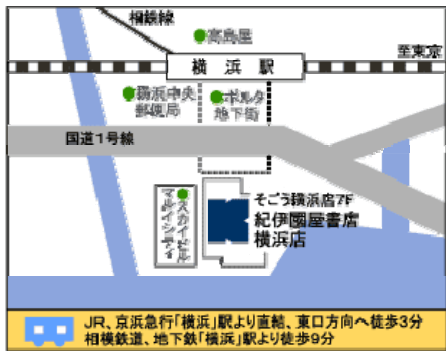 相鉄線
高島屋
至東京
横浜駅
横浜中央
郵便局
ポルタ
地下街
国道1号線
スカイビル
マルイシティ
そごう横浜店7F
紀伊國屋書店
横浜店
JR、京浜急行「横浜」駅より直結、東口方向へ徒歩3分
相模鉄道、地下鉄「横浜」駅より徒歩9分